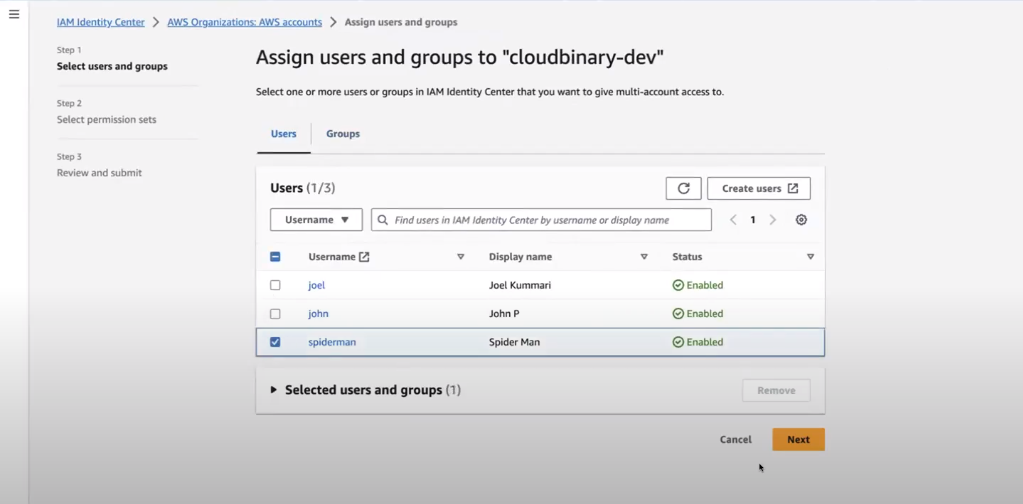 IAM Identity Center > AWS Organizations: AWS accounts > Assign users and groups
Step 1
Select users and groups
Step 2
Select permission sets
Step 3
Review and submit
Assign users and groups to "cloudbinary-dev"
Select one or more users or groups in IAM Identity Center that you want to give multi-account access to.
Users Groups
Users (1/3) Create users
Username Find users in IAM Identity Center by username or display name 1
Username Display name Status
joel Joel Kummari Enabled
john John P Enabled
spiderman Spider Man Enabled
Selected users and groups (1) Remove
Cancel Next